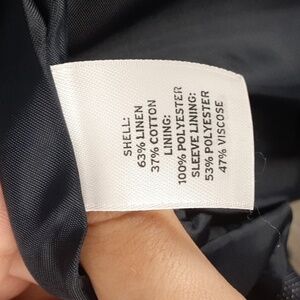 SHELL:
63% LINEN
37% COTTON
LINING:
100% POLYESTER
SLEEVE LINING:
53% POLYESTER
47% VISCOSE